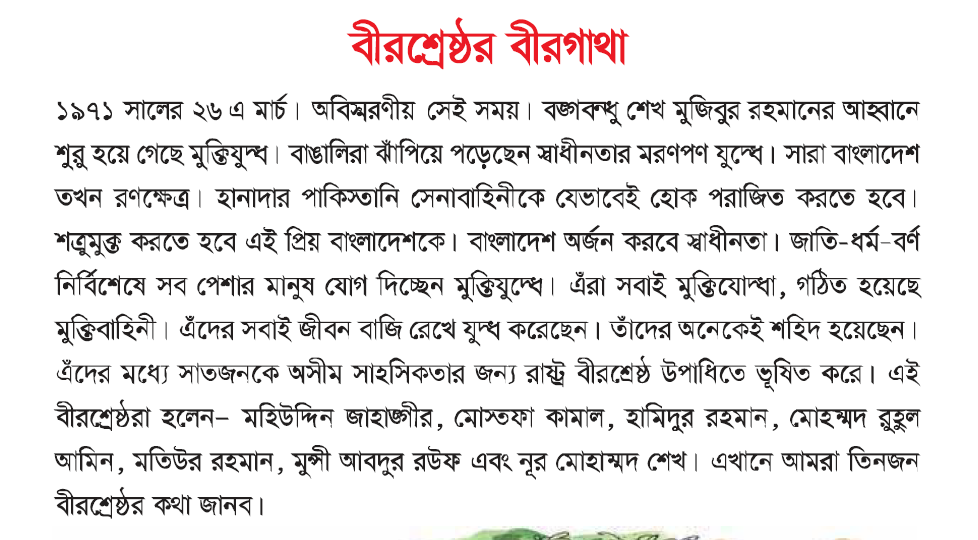 বীরশ্রেষ্ঠর বীরগাথা
১৯৭১ সালের ২৬ এ মার্চ। অবিস্মরণীয় সেই সময়। বঙ্গবন্ধু শেখ মুজিবুর রহমানের আহ্বানে
শুরু হয়ে গেছে মুক্তিযুদ্ধ। বাঙালিরা ঝাঁপিয়ে পড়েছেন স্বাধীনতার মরণপণ যুদ্ধে। সারা বাংলাদেশ
তখন রণক্ষেত্র। হানাদার পাকিস্তানি সেনাবাহিনীকে যেভাবেই হোক পরাজিত করতে হবে।
শত্রুমুক্ত করতে হবে এই প্রিয় বাংলাদেশকে। বাংলাদেশ অর্জন করবে স্বাধীনতা। জাতি-ধর্ম-বর্ণ
নির্বিশেষে সব পেশার মানুষ যোগ দিচ্ছেন মুক্তিযুদ্ধে। এঁরা সবাই মুক্তিযোদ্ধা, গঠিত হয়েছে
মুক্তিবাহিনী। এঁদের সবাই জীবন বাজি রেখে যুদ্ধ করেছেন। তাঁদের অনেকেই শহিদ হয়েছেন।
এঁদের মধ্যে সাতজনকে অসীম সাহসিকতার জন্য রাষ্ট্র বীরশ্রেষ্ঠ উপাধিতে ভূষিত করে। এই
বীরশ্রেষ্ঠরা হলেন– মহিউদ্দিন জাহাঙ্গীর, মোস্তফা কামাল, হামিদুর রহমান, মোহম্মদ রুহুল
আমিন, মতিউর রহমান, মুন্সী আবদুর রউফ এবং নূর মোহাম্মদ শেখ। এখানে আমরা তিনজন
বীরশ্রেষ্ঠর কথা জানব।